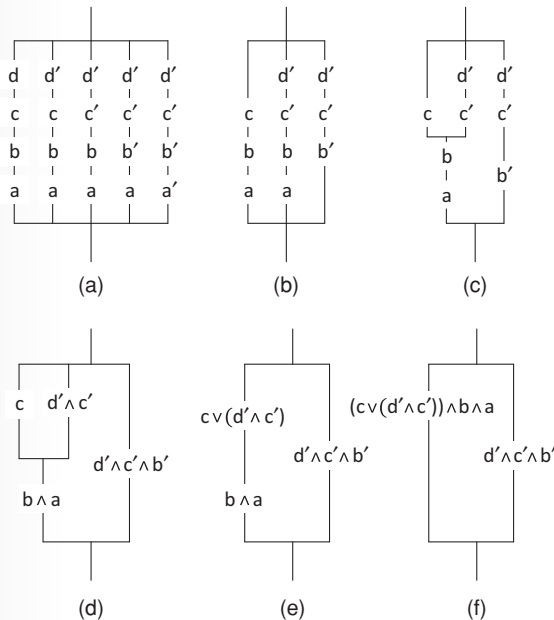 d d′ d′ d′ d′
c c c′ c′ c′
b b b b′ b′
a a a a a′
(a)
d′ d′
c c′ c′
b b b′
a a
(b)
d′ d′
c c′ c′
b
a b′
(c)
c d′∧c′
d′∧c′∧b′
b∧a
(d)
c∨(d′∧c′)
d′∧c′∧b′
b∧a
(e)
(c∨(d′∧c′))∧b∧a
d′∧c′∧b′
(f)